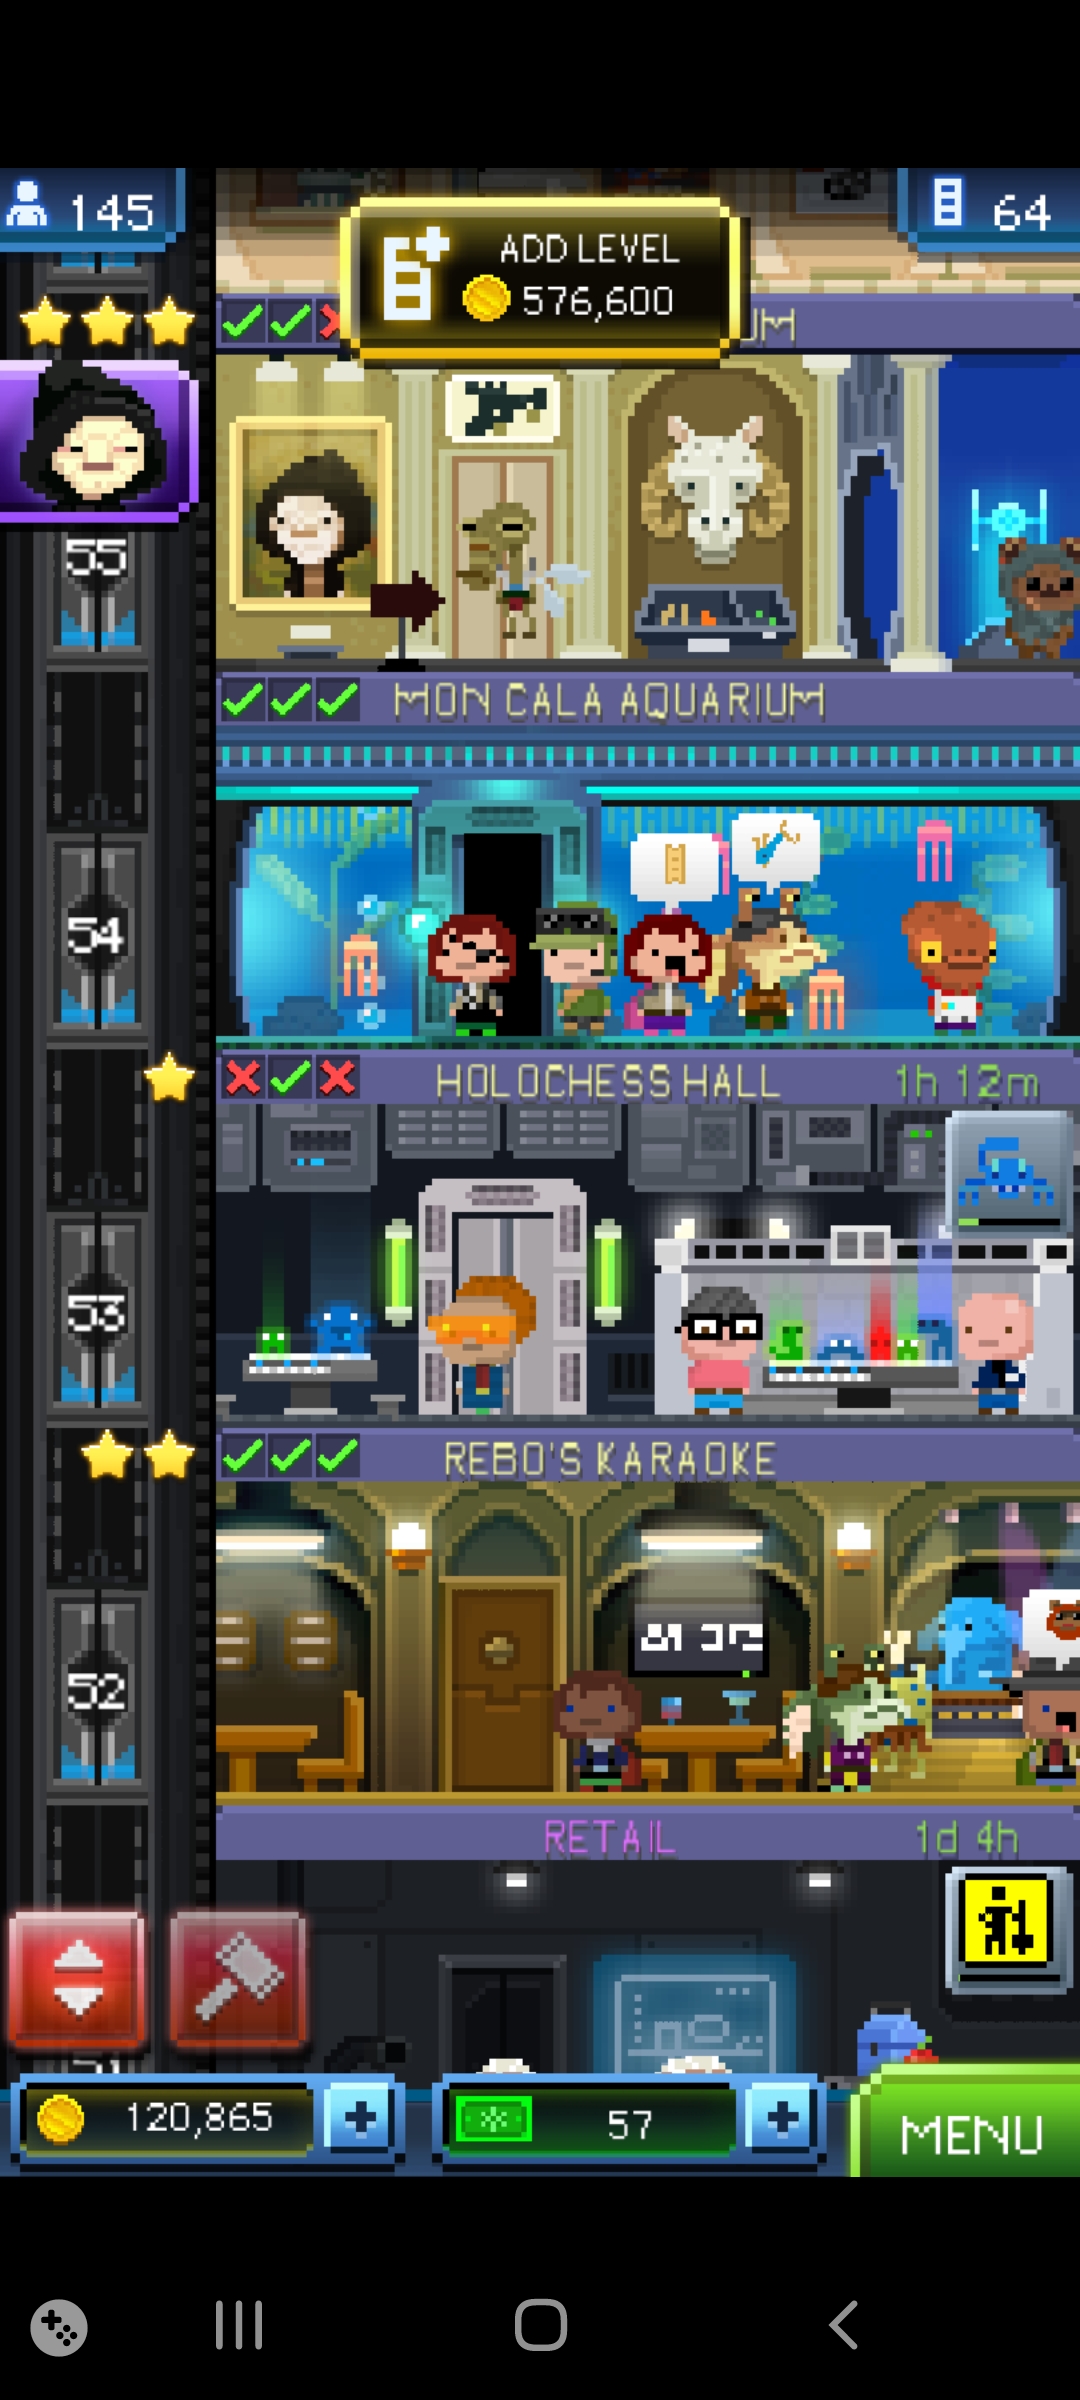 145
64
ADD LEVEL
576,600
UM
55
MON CALA AQUARIUM
54
HOLOCHESS HALL
1h 12m
53
REBO'S KARAOKE
52
RETAIL
1d 4h
120,865
57
MENU